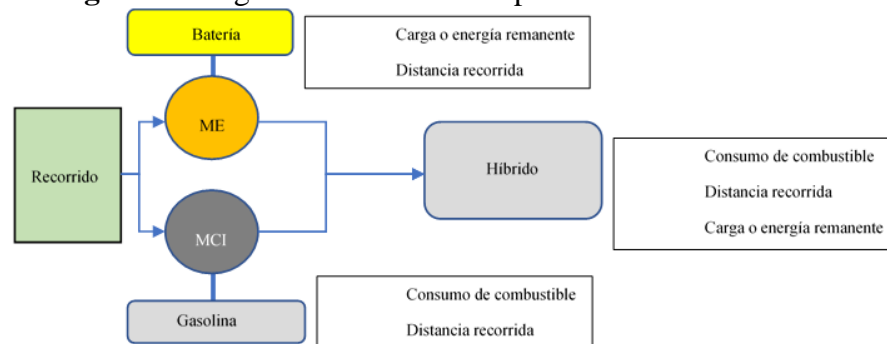 Batería
Carga o energía remanente
Distancia recorrida
ME
Recorrido
Híbrido
Consumo de combustible
Distancia recorrida
Carga o energía remanente
MCI
Gasolina
Consumo de combustible
Distancia recorrida